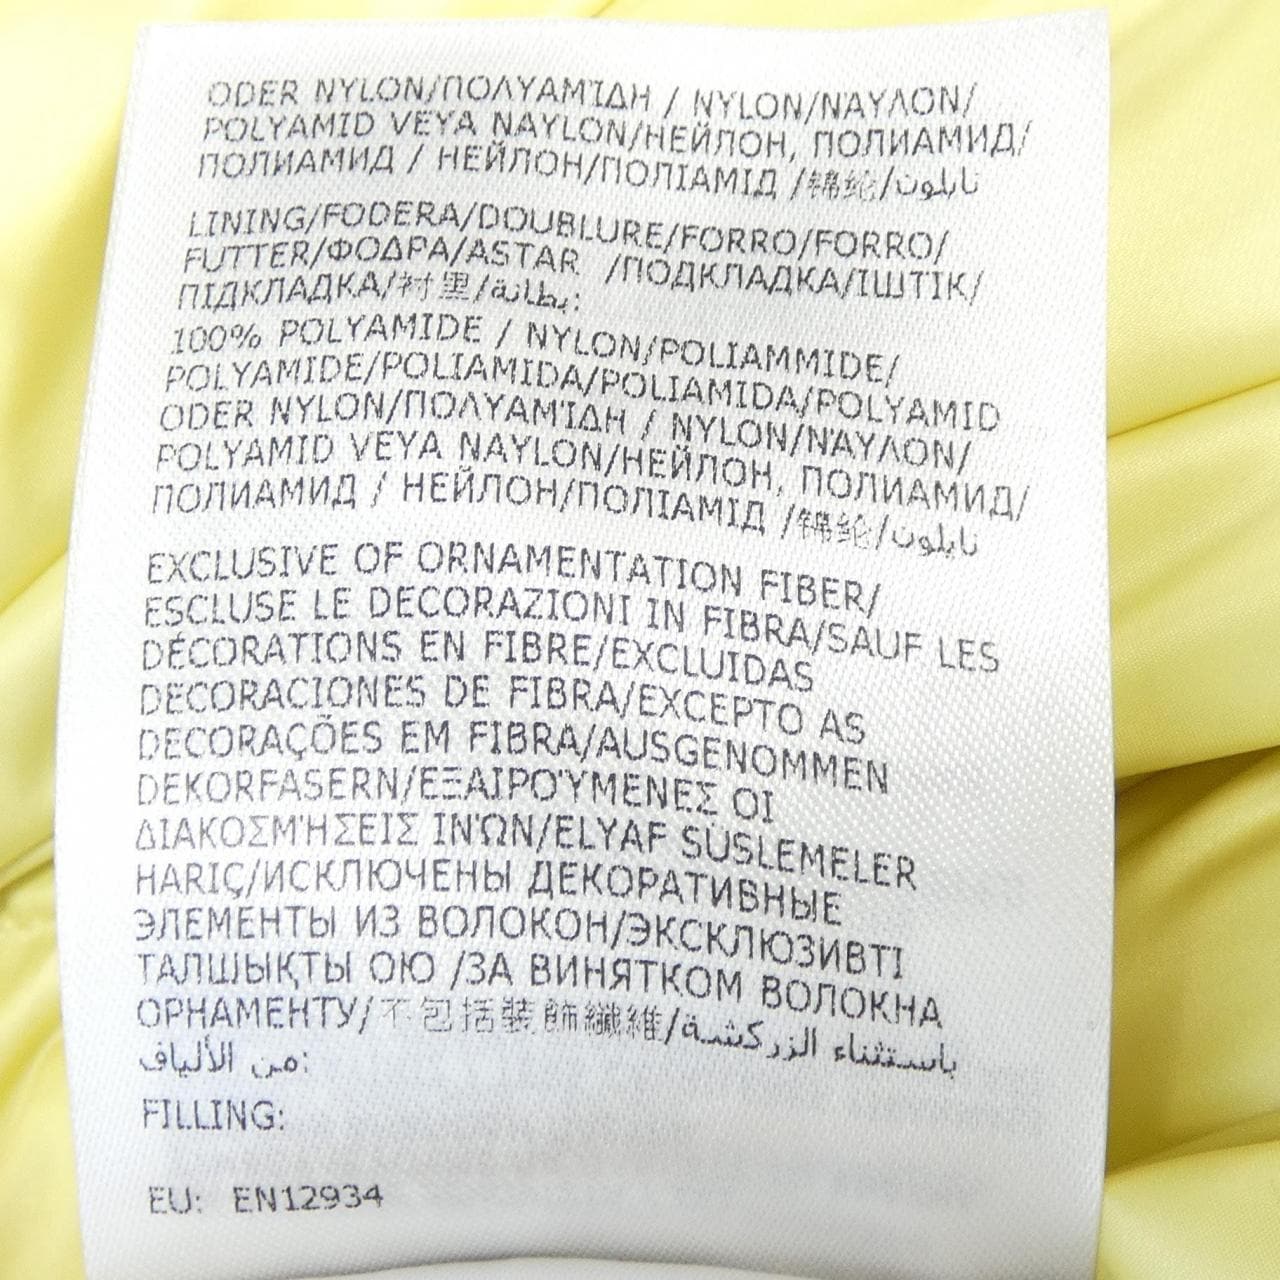 ODER NYLON/ΠΟΛΥΑΜΊΔΗ / NYLON/ΝΆΥΛΟΝ/
POLYAMID VEYA NAYLON/НЕЙЛОН, ПОЛИАМИД/
ПОЛИАМИД / НЕЙЛОН/ПОЛІАМІД /锦纶/نايلون
LINING/FODERA/DOUBLURE/FORRO/FORRO/
FUTTER/ΦΟΔΡΑ/ASTAR /ПОДКЛАДКА/ІШТІК/
ПІДКЛАДКА/衬里/بطانة:
100% POLYAMIDE / NYLON/POLIAMMIDE/
POLYAMIDE/POLIAMIDA/POLIAMIDA/POLYAMID
ODER NYLON/ΠΟΛΥΑΜΊΔΗ / NYLON/ΝΆΥΛΟΝ/
POLYAMID VEYA NAYLON/НЕЙЛОН, ПОЛИАМИД/
ПОЛИАМИД / НЕЙЛОН/ПОЛІАМІД /锦纶/نايلون
EXCLUSIVE OF ORNAMENTATION FIBER/
ESCLUSE LE DECORAZIONI IN FIBRA/SAUF LES
DÉCORATIONS EN FIBRE/EXCLUIDAS
DECORACIONES DE FIBRA/EXCEPTO AS
DECORAÇÕES EM FIBRA/AUSGENOMMEN
DEKORFASERN/ΕΞΑΙΡΟΎΜΕΝΕΣ ΟΙ
ΔΙΑΚΟΣΜΉΣΕΙΣ ΙΝΏΝ/ELYAF SÜSLEMELER
HARIÇ/ИСКЛЮЧЕНЫ ДЕКОРАТИВНЫЕ
ЭЛЕМЕНТЫ ИЗ ВОЛОКОН/ЭКСКЛЮЗИВТІ
ТАЛШЫҚТЫ ОЮ /ЗА ВИНЯТКОМ ВОЛОКНА
ОРНАМЕНТУ/不包括裝飾纖維/باستثناء الزركشة
من الألياف:
FILLING:
EU: EN12934